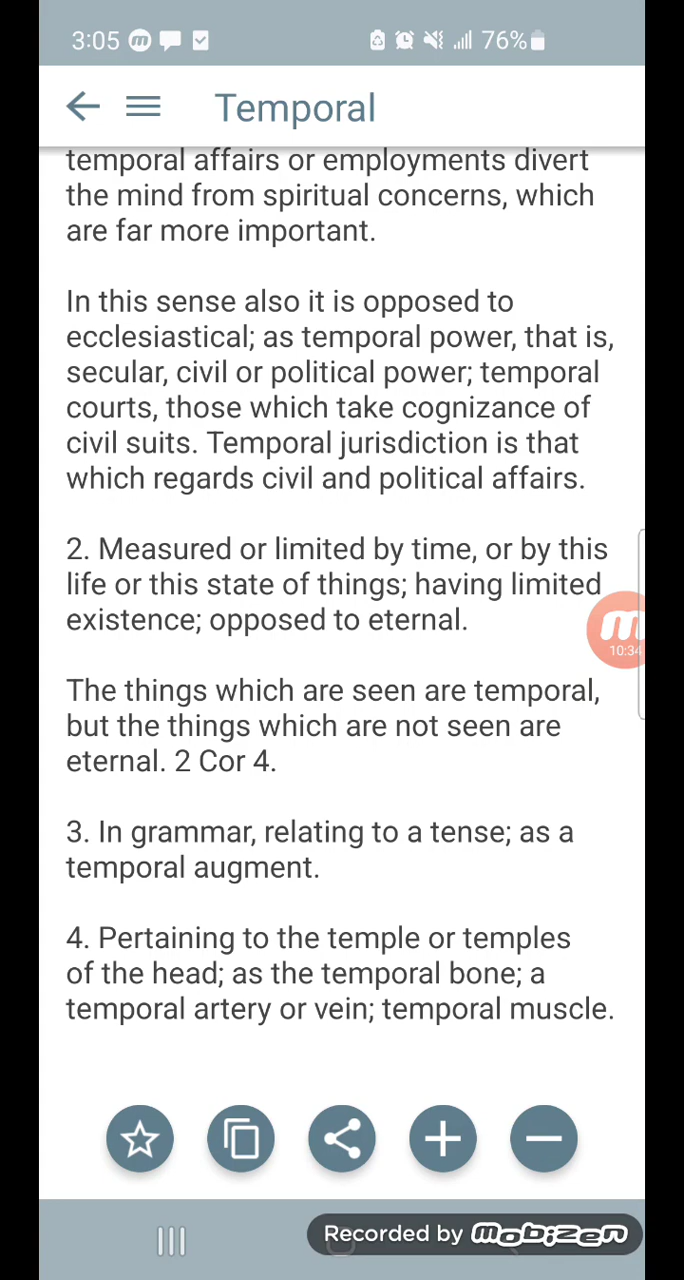 3:05
76%
Temporal
temporal affairs or employments divert
the mind from spiritual concerns, which
are far more important.
In this sense also it is opposed to
ecclesiastical; as temporal power, that is,
secular, civil or political power; temporal
courts, those which take cognizance of
civil suits. Temporal jurisdiction is that
which regards civil and political affairs.
2. Measured or limited by time, or by this
life or this state of things; having limited
existence; opposed to eternal.
m
10:34
The things which are seen are temporal,
but the things which are not seen are
eternal. 2 Cor 4.
3. In grammar, relating to a tense; as a
temporal augment.
4. Pertaining to the temple or temples
of the head; as the temporal bone; a
temporal artery or vein; temporal muscle.
Recorded by mobizen